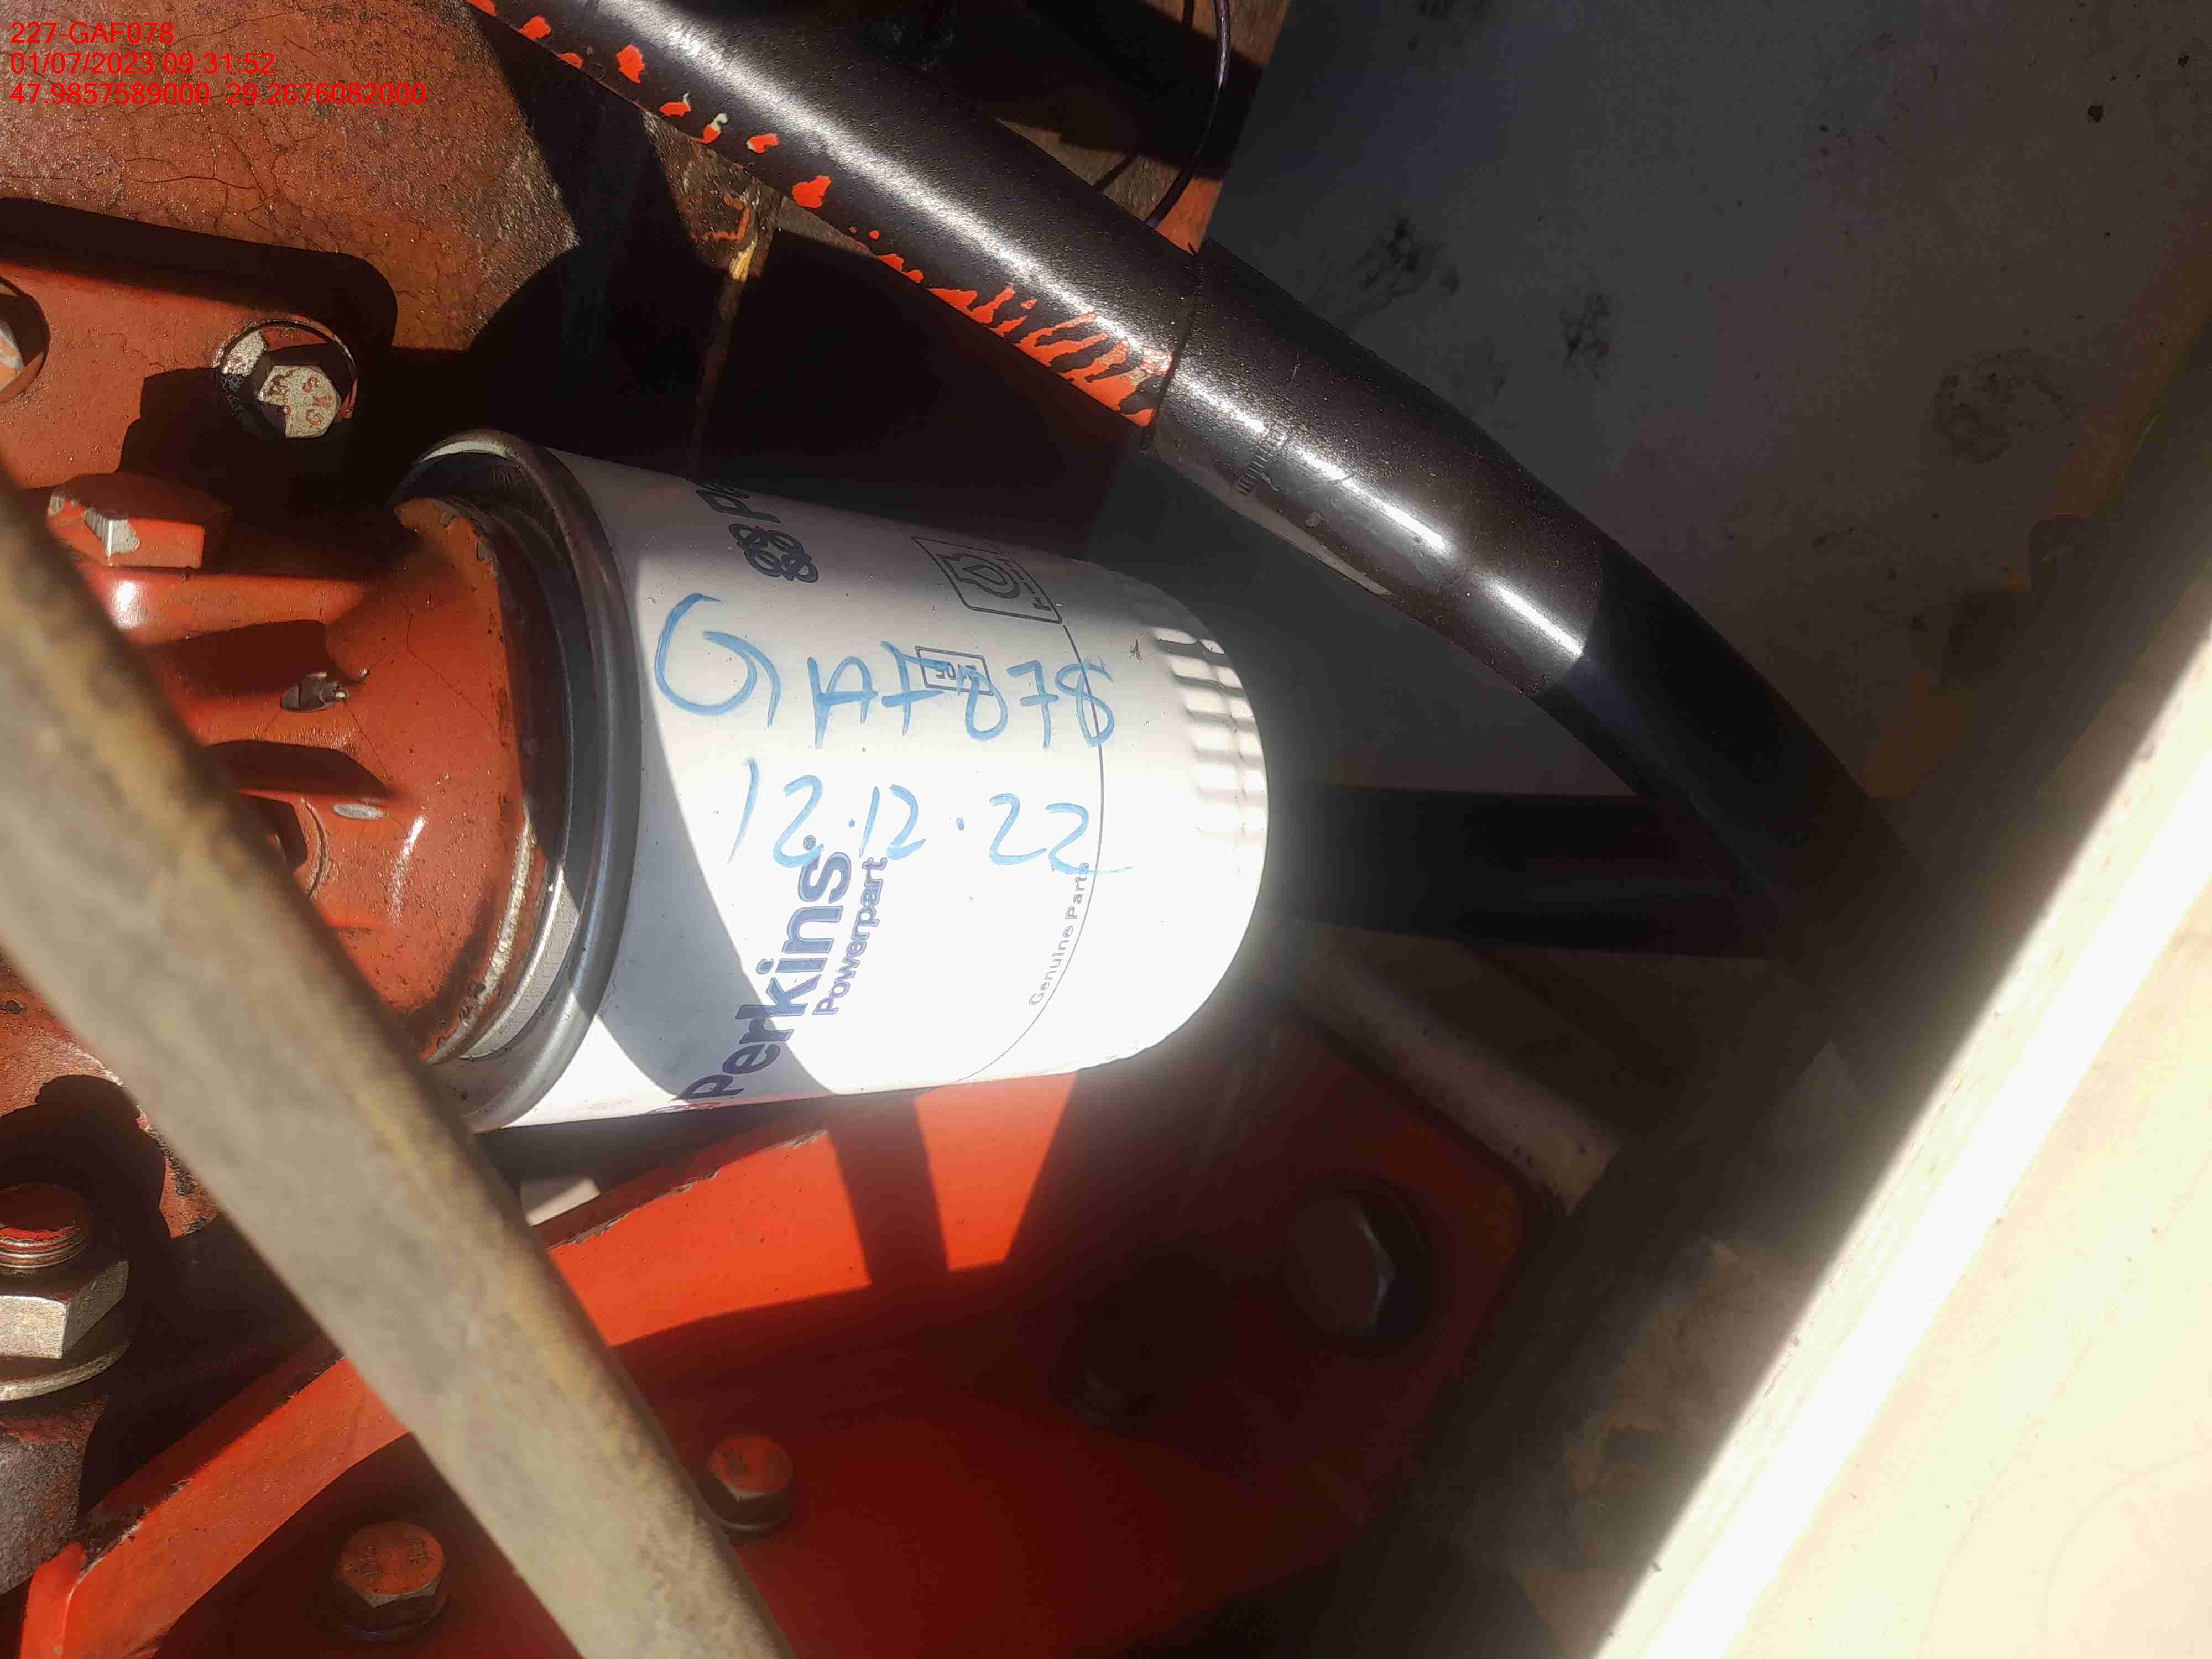 227-GAF078
01/07/2023 09:31:52
47.9857589000 29.2676082000
GAF078
12.12.22
Perkins
Powerpart
Genuine Parts